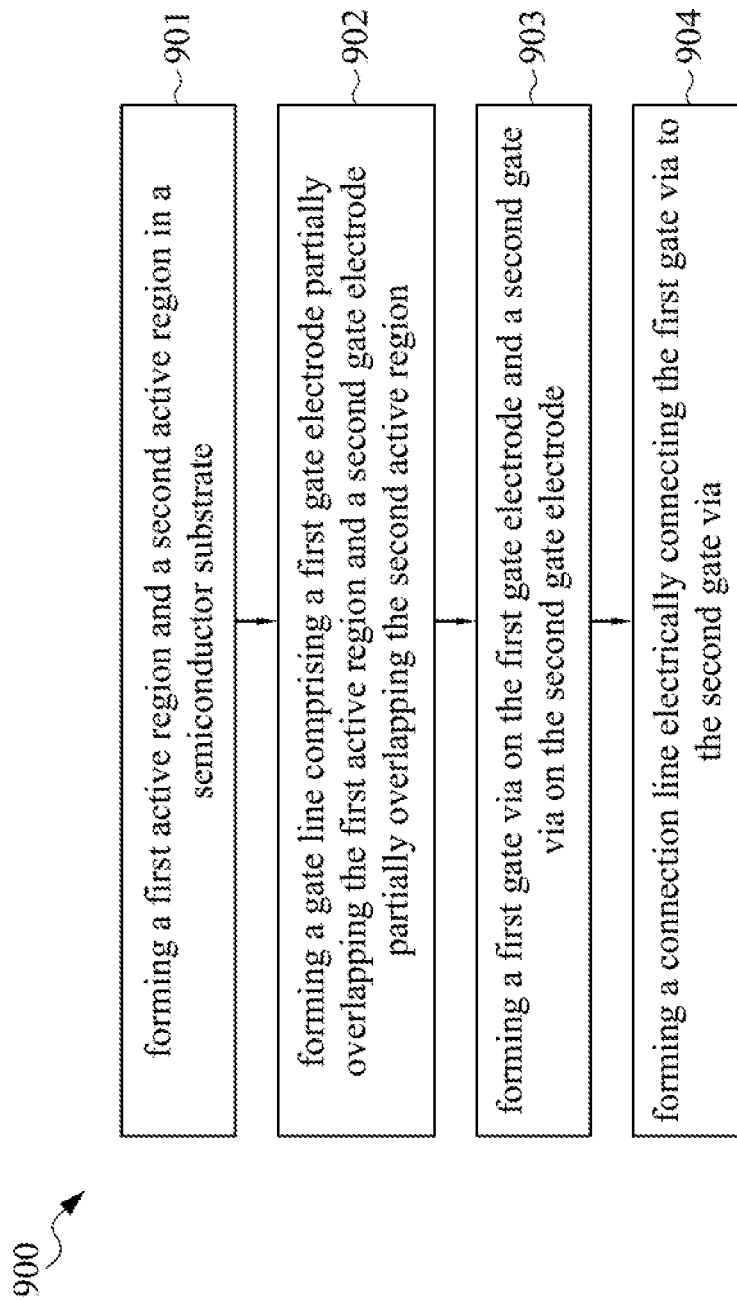 900
forming a first active region and a second active region in a
semiconductor substrate
901
forming a gate line comprising a first gate electrode partially
overlapping the first active region and a second gate electrode
partially overlapping the second active region
902
forming a first gate via on the first gate electrode and a second gate
via on the second gate electrode
903
forming a connection line electrically connecting the first gate via to
the second gate via
904